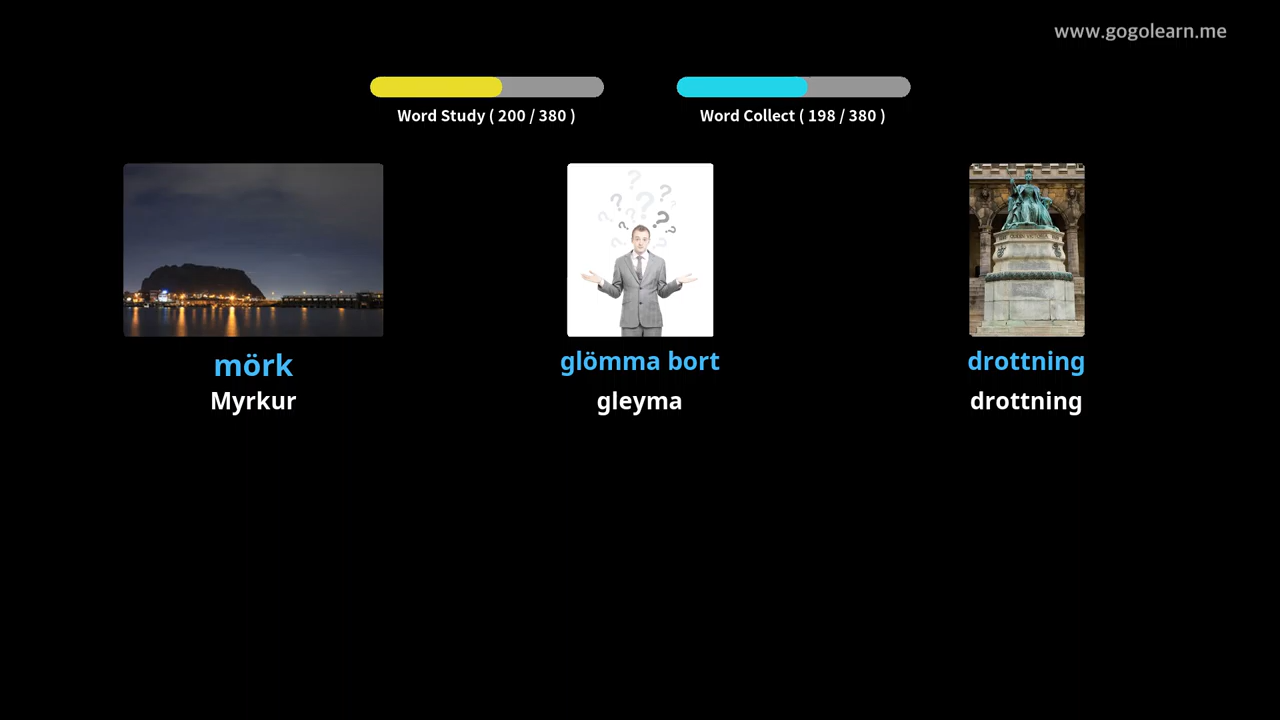 www.gogolearn.me
Word Study ( 200 / 380 )
Word Collect ( 198 / 380 )
mörk
Myrkur
glömma bort
gleyma
drottning
drottning